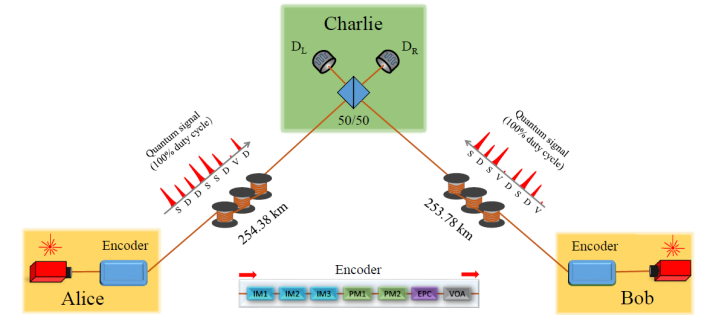 Charlie
D_L
D_R
50/50
Quantum signal
(100% duty cycle)
S D D S S D V D
Quantum signal
(100% duty cycle)
S D S V D S D V
254.38 km
253.78 km
Encoder
Alice
Encoder
IM1 IM2 IM3 PM1 PM2 EPC VOA
Encoder
Bob